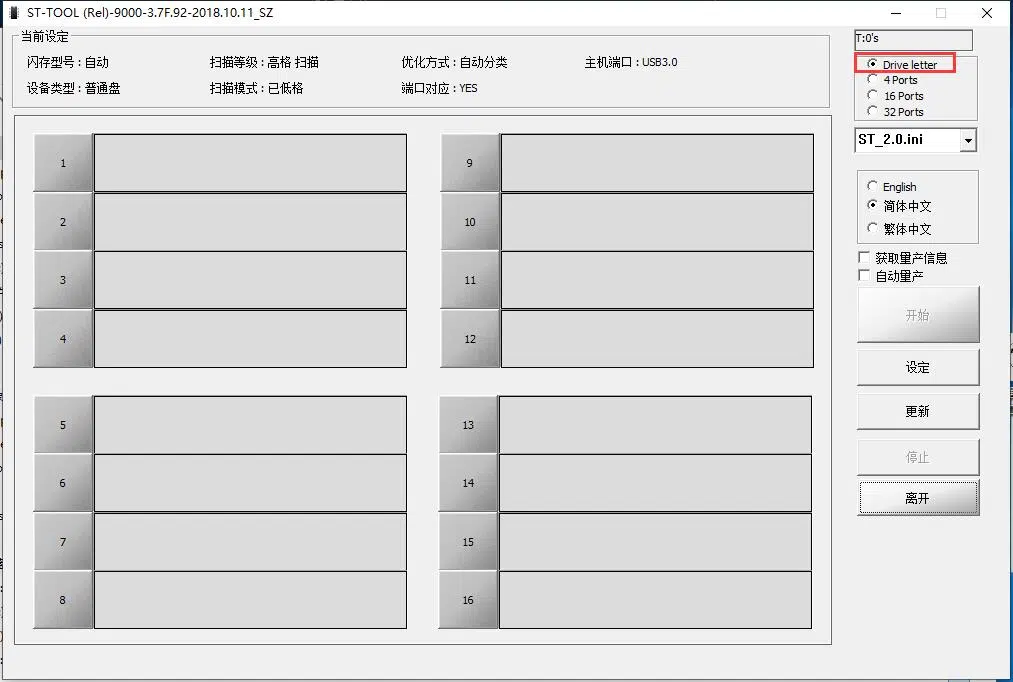 ST-TOOL (Rel)-9000-3.7F.92-2018.10.11_SZ
当前设定
闪存型号：自动 扫描等级：高格 扫描 优化方式：自动分类 主机端口：USB3.0
设备类型：普通盘 扫描模式：已低格 端口对应：YES
T:0's
Drive letter
4 Ports
16 Ports
32 Ports
ST_2.0.ini
English
简体中文
繁体中文
获取量产信息
自动量产
开始
设定
更新
停止
离开
1
2
3
4
5
6
7
8
9
10
11
12
13
14
15
16